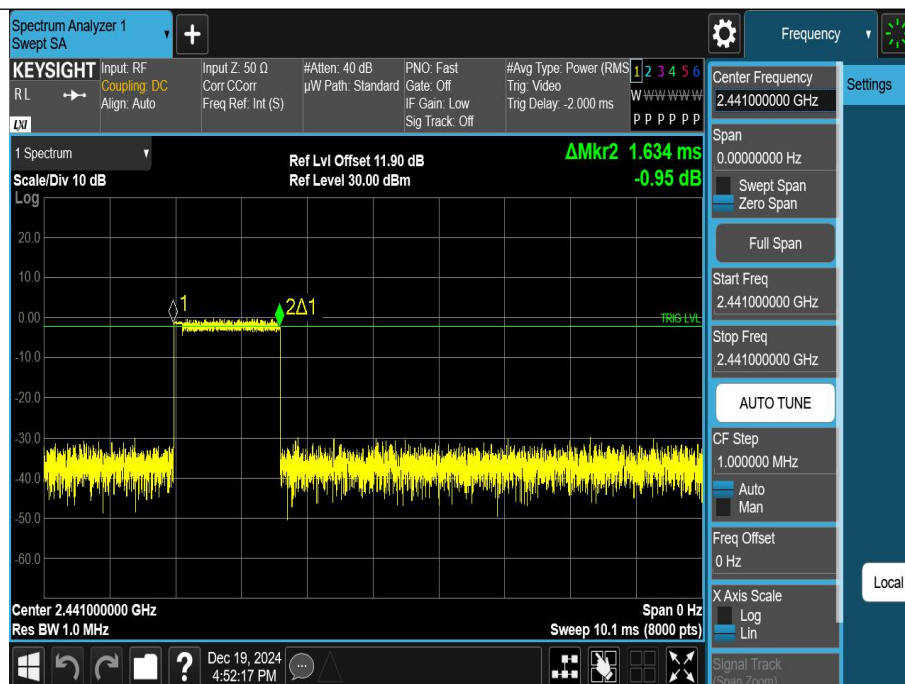 Spectrum Analyzer 1
Swept SA
+
Frequency
KEYSIGHT
RL
LXI
Input: RF
Coupling: DC
Align: Auto
Input Z: 50 Ω
Corr CCorr
Freq Ref: Int (S)
#Atten: 40 dB
µW Path: Standard
PNO: Fast
Gate: Off
IF Gain: Low
Sig Track: Off
#Avg Type: Power (RMS
Trig: Video
Trig Delay: -2.000 ms
1 2 3 4 5 6
W W W W W W
P P P P P P
1 Spectrum
Scale/Div 10 dB
Log
Ref Lvl Offset 11.90 dB
Ref Level 30.00 dBm
ΔMkr2 1.634 ms
-0.95 dB
20.0
10.0
0.00
-10.0
-20.0
-30.0
-40.0
-50.0
-60.0
1
2Δ1
TRIG LVL
Center 2.441000000 GHz
Res BW 1.0 MHz
Span 0 Hz
Sweep 10.1 ms (8000 pts)
Dec 19, 2024
4:52:17 PM
?
Center Frequency
2.441000000 GHz
Span
0.00000000 Hz
Swept Span
Zero Span
Full Span
Start Freq
2.441000000 GHz
Stop Freq
2.441000000 GHz
AUTO TUNE
CF Step
1.000000 MHz
Auto
Man
Freq Offset
0 Hz
X Axis Scale
Log
Lin
Signal Track
(Span Zoom)
Settings
Local